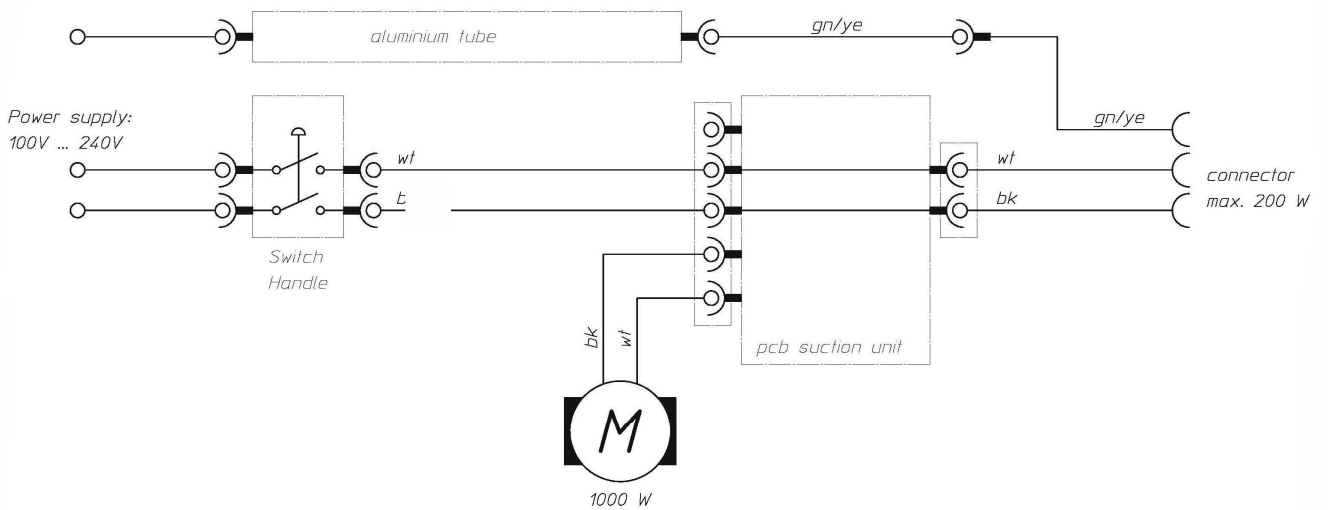 aluminium tube
gn/ye
gn/ye
Power supply:
100V ... 240V
wt
wt
connector
max. 200 W
bk
Switch
Handle
bk
wt
pcb suction unit
M
1000 W